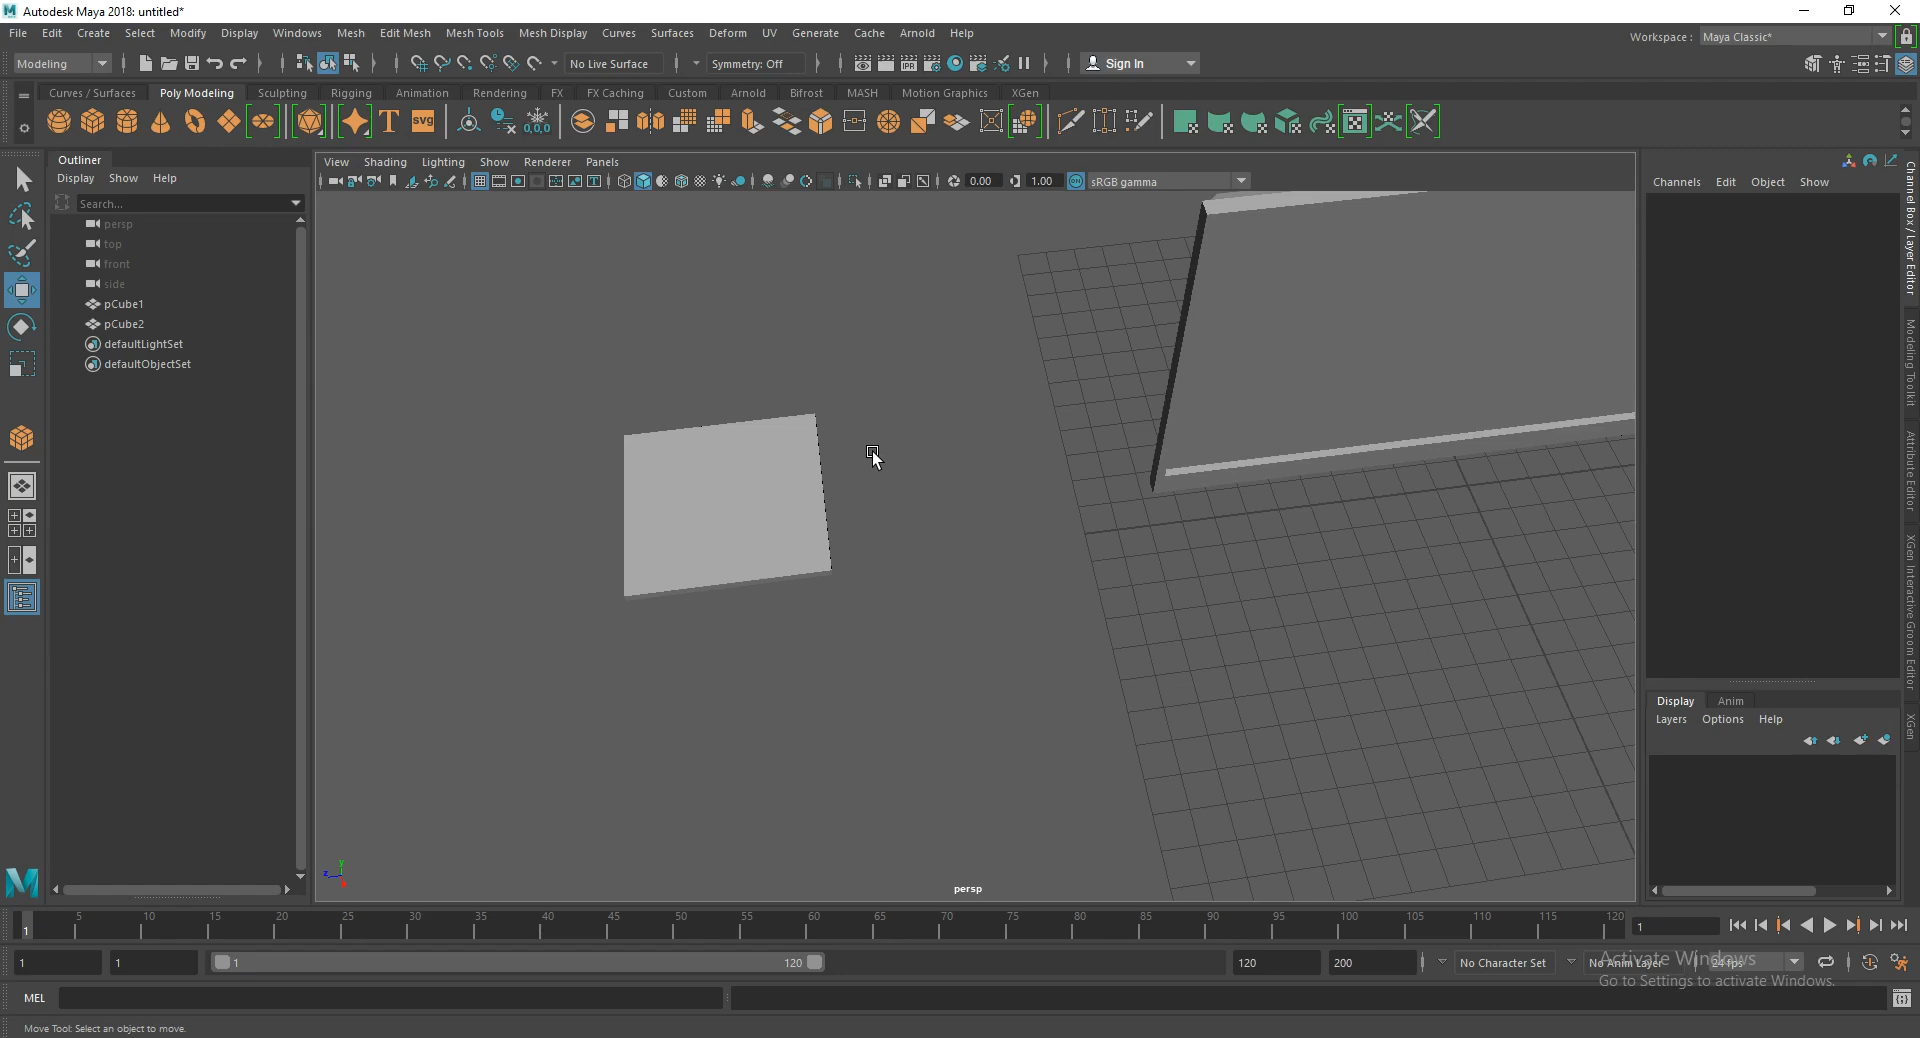 Autodesk Maya 2018: untitled*
File Edit Create Select Modify Display Windows Mesh Edit Mesh Mesh Tools Mesh Display Curves Surfaces Deform UV Generate Cache Arnold Help
Workspace : Maya Classic*
Modeling No Live Surface Symmetry: Off Sign In
Curves / Surfaces Poly Modeling Sculpting Rigging Animation Rendering FX FX Caching Custom Arnold Bifrost MASH Motion Graphics XGen
T SVG 0,0,0
Outliner
Display Show Help
Search...
persp
top
front
side
pCube1
pCube2
defaultLightSet
defaultObjectSet
View Shading Lighting Show Renderer Panels
0.00 1.00 ON sRGB gamma
y
z
x
persp
Channels Edit Object Show
Channel Box / Layer Editor
Modeling Toolkit
Attribute Editor
XGen Interactive Groom Editor
XGen
Display Anim
Layers Options Help
1 5 10 15 20 25 30 35 40 45 50 55 60 65 70 75 80 85 90 95 100 105 110 115 120 1
1 1 1 120 120 200 No Character Set No Anim Layer 24 fps
Activate Windows
Go to Settings to activate Windows.
MEL
Move Tool: Select an object to move.